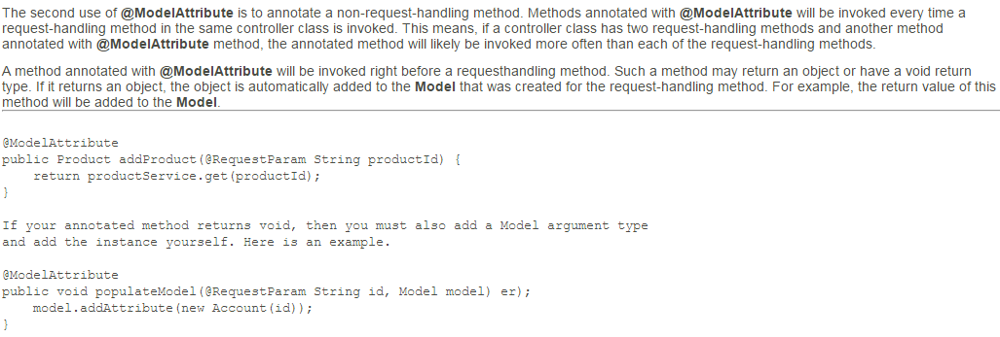 The second use of @ModelAttribute is to annotate a non-request-handling method. Methods annotated with @ModelAttribute will be invoked every time a
request-handling method in the same controller class is invoked. This means, if a controller class has two request-handling methods and another method
annotated with @ModelAttribute method, the annotated method will likely be invoked more often than each of the request-handling methods.
A method annotated with @ModelAttribute will be invoked right before a requesthandling method. Such a method may return an object or have a void return
type. If it returns an object, the object is automatically added to the Model that was created for the request-handling method. For example, the return value of this
method will be added to the Model.
@ModelAttribute
public Product addProduct(@RequestParam String productId) {
    return productService.get(productId);
}
If your annotated method returns void, then you must also add a Model argument type
and add the instance yourself. Here is an example.
@ModelAttribute
public void populateModel(@RequestParam String id, Model model) er);
    model.addAttribute(new Account(id));
}